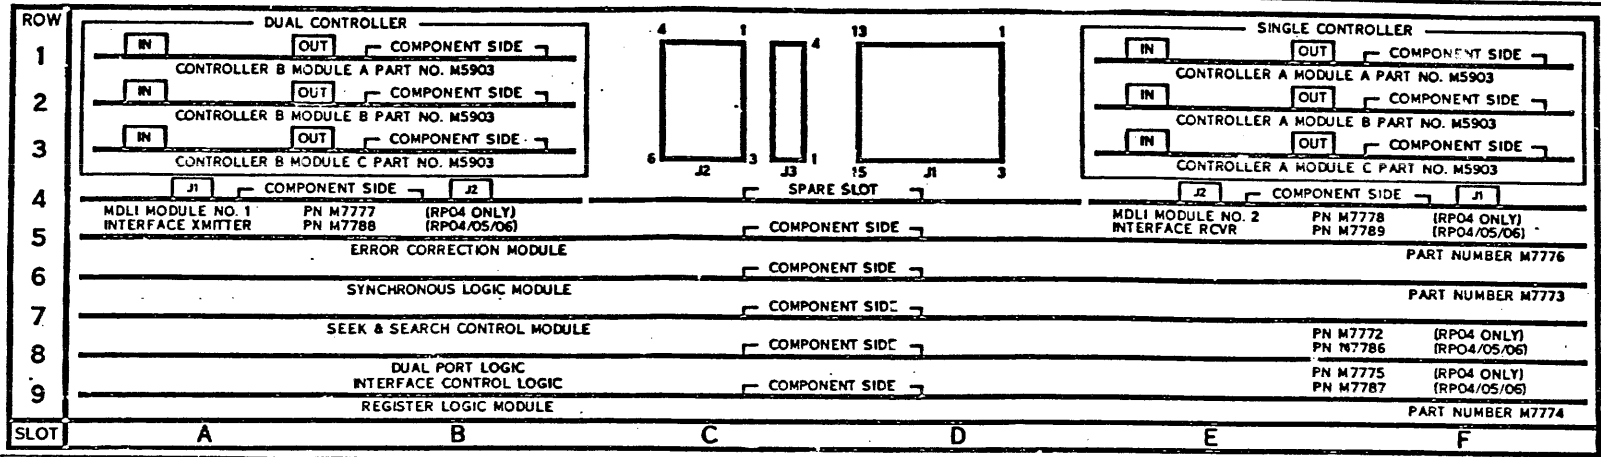 ROW DUAL CONTROLLER 4 1 4 13 1 SINGLE CONTROLLER
1 IN OUT COMPONENT SIDE IN OUT COMPONENT SIDE
CONTROLLER B MODULE A PART NO. M5903 CONTROLLER A MODULE A PART NO. M5903
2 IN OUT COMPONENT SIDE IN OUT COMPONENT SIDE
CONTROLLER B MODULE B PART NO. M5903 CONTROLLER A MODULE B PART NO. M5903
3 IN OUT COMPONENT SIDE IN OUT COMPONENT SIDE
CONTROLLER B MODULE C PART NO. M5903 6 J2 3 J3 1 15 J1 3 CONTROLLER A MODULE C PART NO. M5903
4 J1 COMPONENT SIDE J2 SPARE SLOT J2 COMPONENT SIDE J1
MDLI MODULE NO. 1 PN M7777 (RP04 ONLY) MDLI MODULE NO. 2 PN M7778 (RP04 ONLY)
INTERFACE XMITTER PN M7788 (RP04/05/06) INTERFACE RCVR PN M7789 (RP04/05/06)
5 COMPONENT SIDE
ERROR CORRECTION MODULE PART NUMBER M7776
6 COMPONENT SIDE
SYNCHRONOUS LOGIC MODULE PART NUMBER M7773
7 COMPONENT SIDE
SEEK & SEARCH CONTROL MODULE PN M7772 (RP04 ONLY)
8 COMPONENT SIDE PN M7786 (RP04/05/06)
DUAL PORT LOGIC PN M7775 (RP04 ONLY)
INTERFACE CONTROL LOGIC PN M7787 (RP04/05/06)
9 COMPONENT SIDE
REGISTER LOGIC MODULE PART NUMBER M7774
SLOT A B C D E F